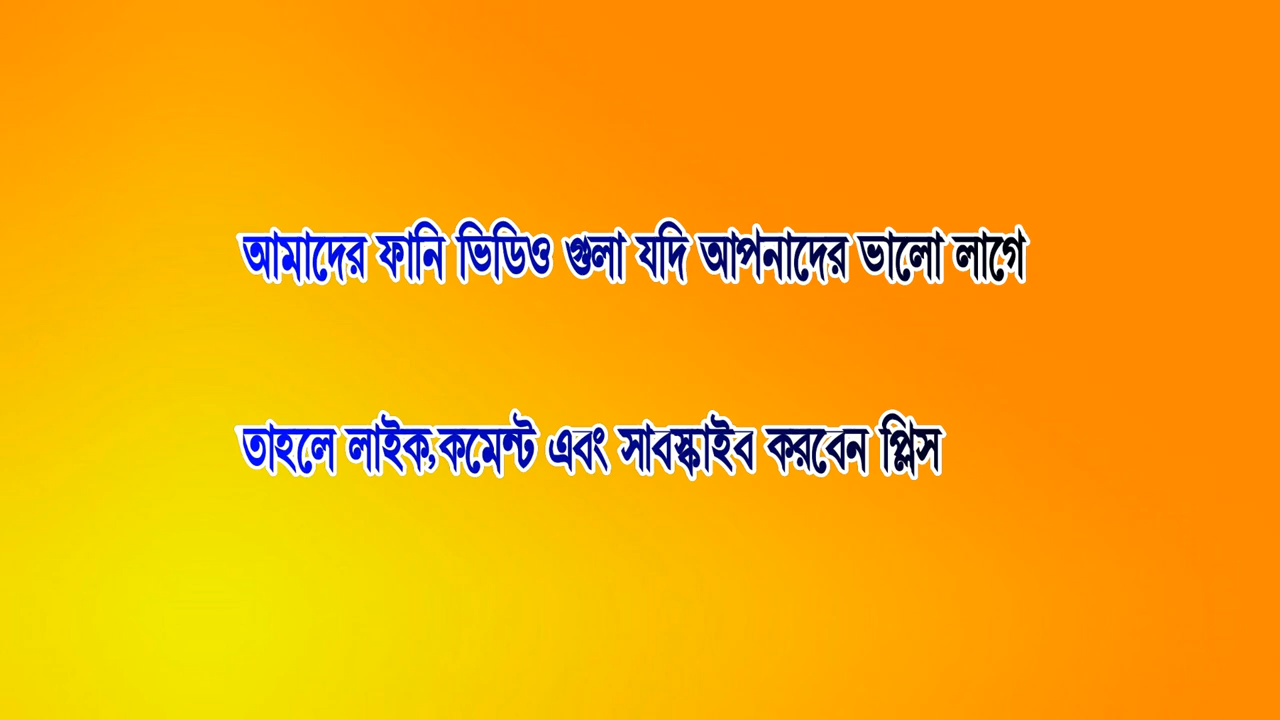 আমাদের ফানি ভিডিও গুলা যদি আপনাদের ভালো লাগে
তাহলে লাইক,কমেন্ট এবং সাবস্কাইব করবেন প্লিস